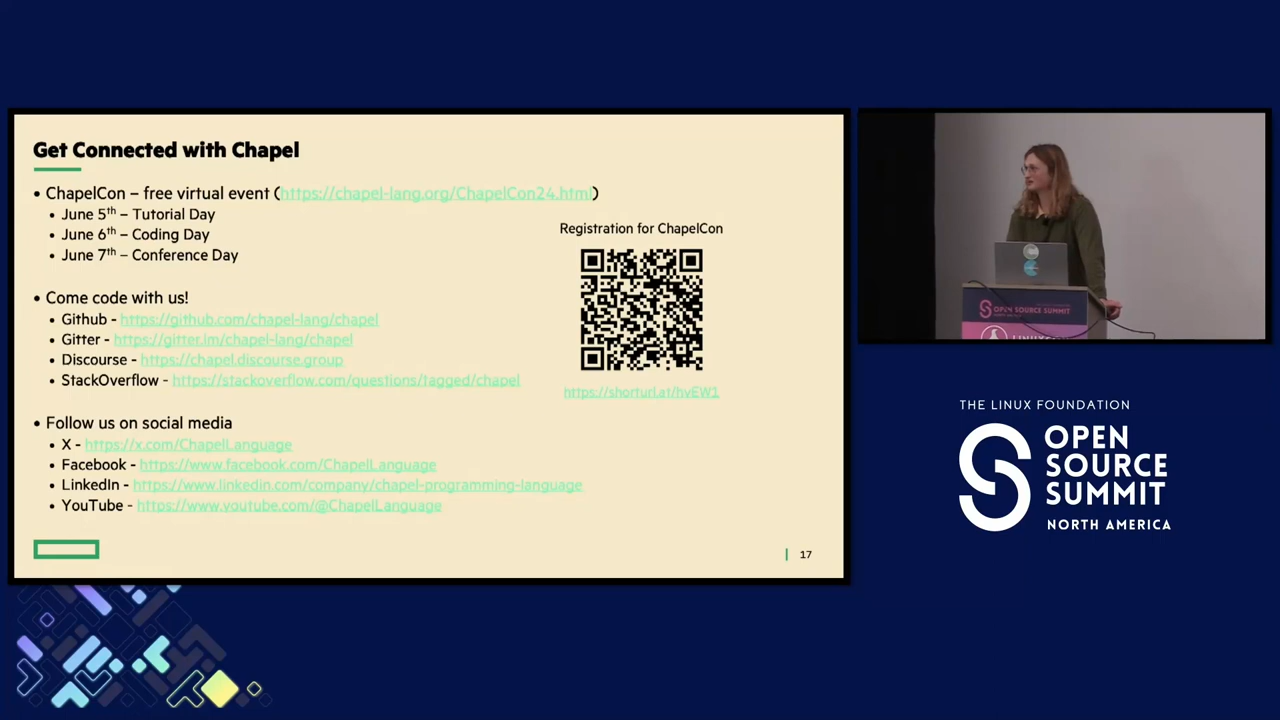 Get Connected with Chapel
• ChapelCon – free virtual event (https://chapel-lang.org/ChapelCon24.html)
• June 5th – Tutorial Day
• June 6th – Coding Day
• June 7th – Conference Day
Registration for ChapelCon
https://shorturl.at/hvEW1
• Come code with us!
• Github - https://github.com/chapel-lang/chapel
• Gitter - https://gitter.im/chapel-lang/chapel
• Discourse - https://chapel.discourse.group
• StackOverflow - https://stackoverflow.com/questions/tagged/chapel
• Follow us on social media
• X - https://x.com/ChapelLanguage
• Facebook - https://www.facebook.com/ChapelLanguage
• LinkedIn - https://www.linkedin.com/company/chapel-programming-language
• YouTube - https://www.youtube.com/@ChapelLanguage
17
OPEN SOURCE SUMMIT
THE LINUX FOUNDATION
OPEN
SOURCE
SUMMIT
NORTH AMERICA